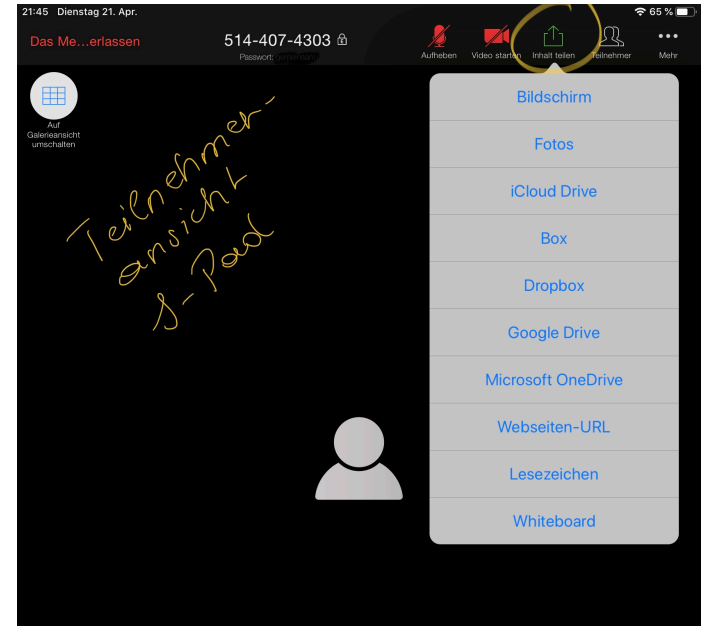 21:45 Dienstag 21. Apr.
65 %
Das Me...erlassen
514-407-4303
Passwort:
Aufheben
Video starten
Inhalt teilen
Teilnehmer
Mehr
Auf
Galerieansicht
umschalten
Teilnehmer-
ansicht
S-Pad
Bildschirm
Fotos
iCloud Drive
Box
Dropbox
Google Drive
Microsoft OneDrive
Webseiten-URL
Lesezeichen
Whiteboard